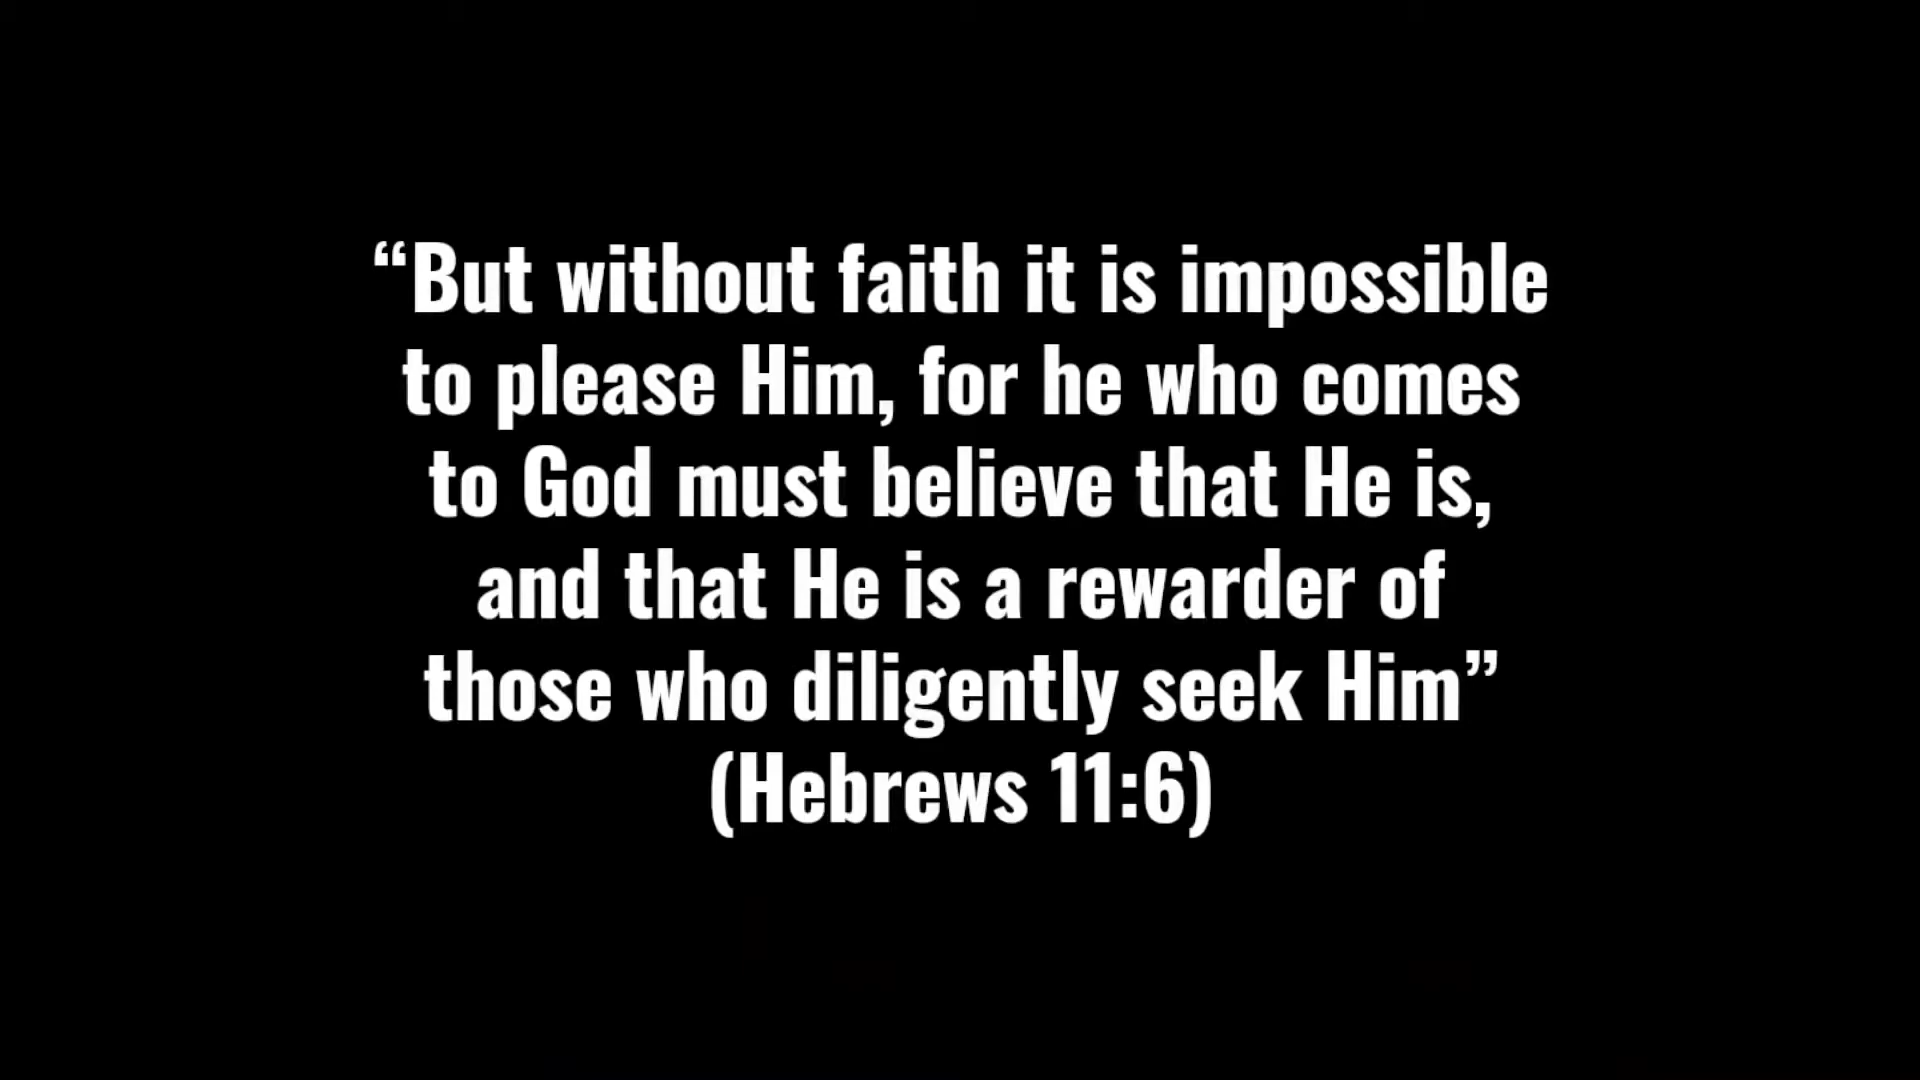 “But without faith it is impossible
to please Him, for he who comes
to God must believe that He is,
and that He is a rewarder of
those who diligently seek Him”
(Hebrews 11:6)